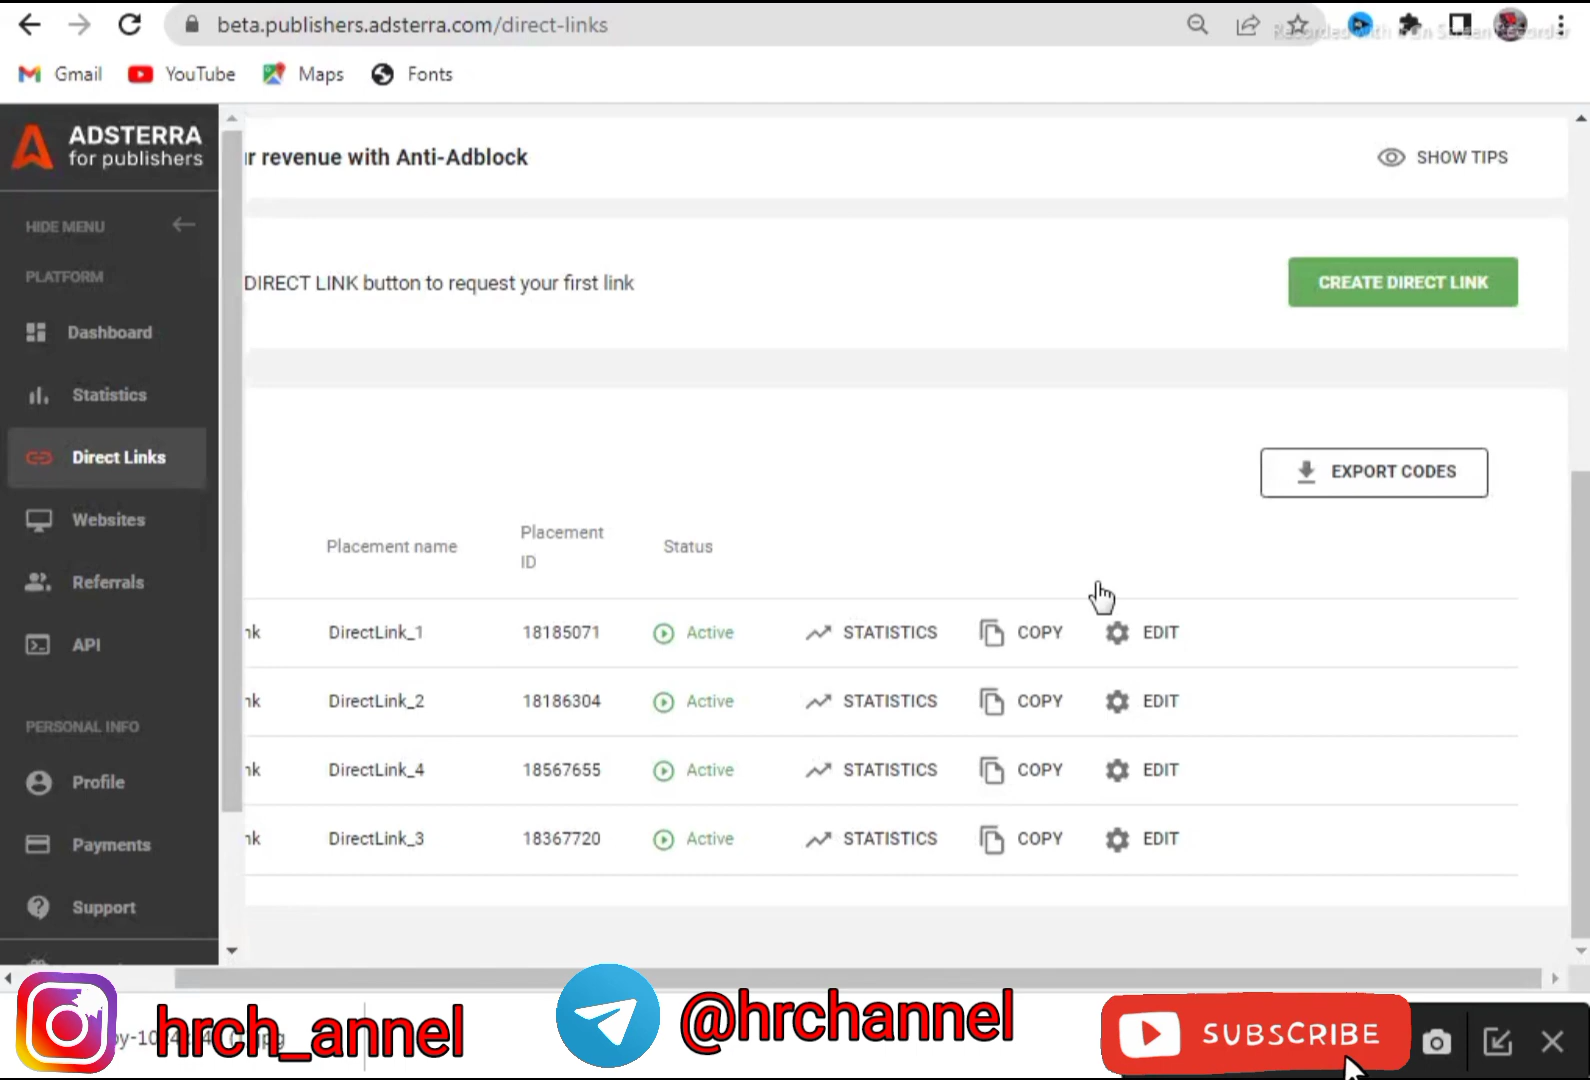 beta.publishers.adsterra.com/direct-links
Gmail YouTube Maps Fonts
ADSTERRA
for publishers
r revenue with Anti-Adblock
SHOW TIPS
HIDE MENU
PLATFORM
DIRECT LINK button to request your first link
CREATE DIRECT LINK
Dashboard
Statistics
Direct Links
EXPORT CODES
Websites
Placement name
Placement
ID
Status
Referrals
nk DirectLink_1 18185071 Active STATISTICS COPY EDIT
API
nk DirectLink_2 18186304 Active STATISTICS COPY EDIT
PERSONAL INFO
nk DirectLink_4 18567655 Active STATISTICS COPY EDIT
Profile
nk DirectLink_3 18367720 Active STATISTICS COPY EDIT
Payments
Support
hrch_annel
@hrchannel
SUBSCRIBE